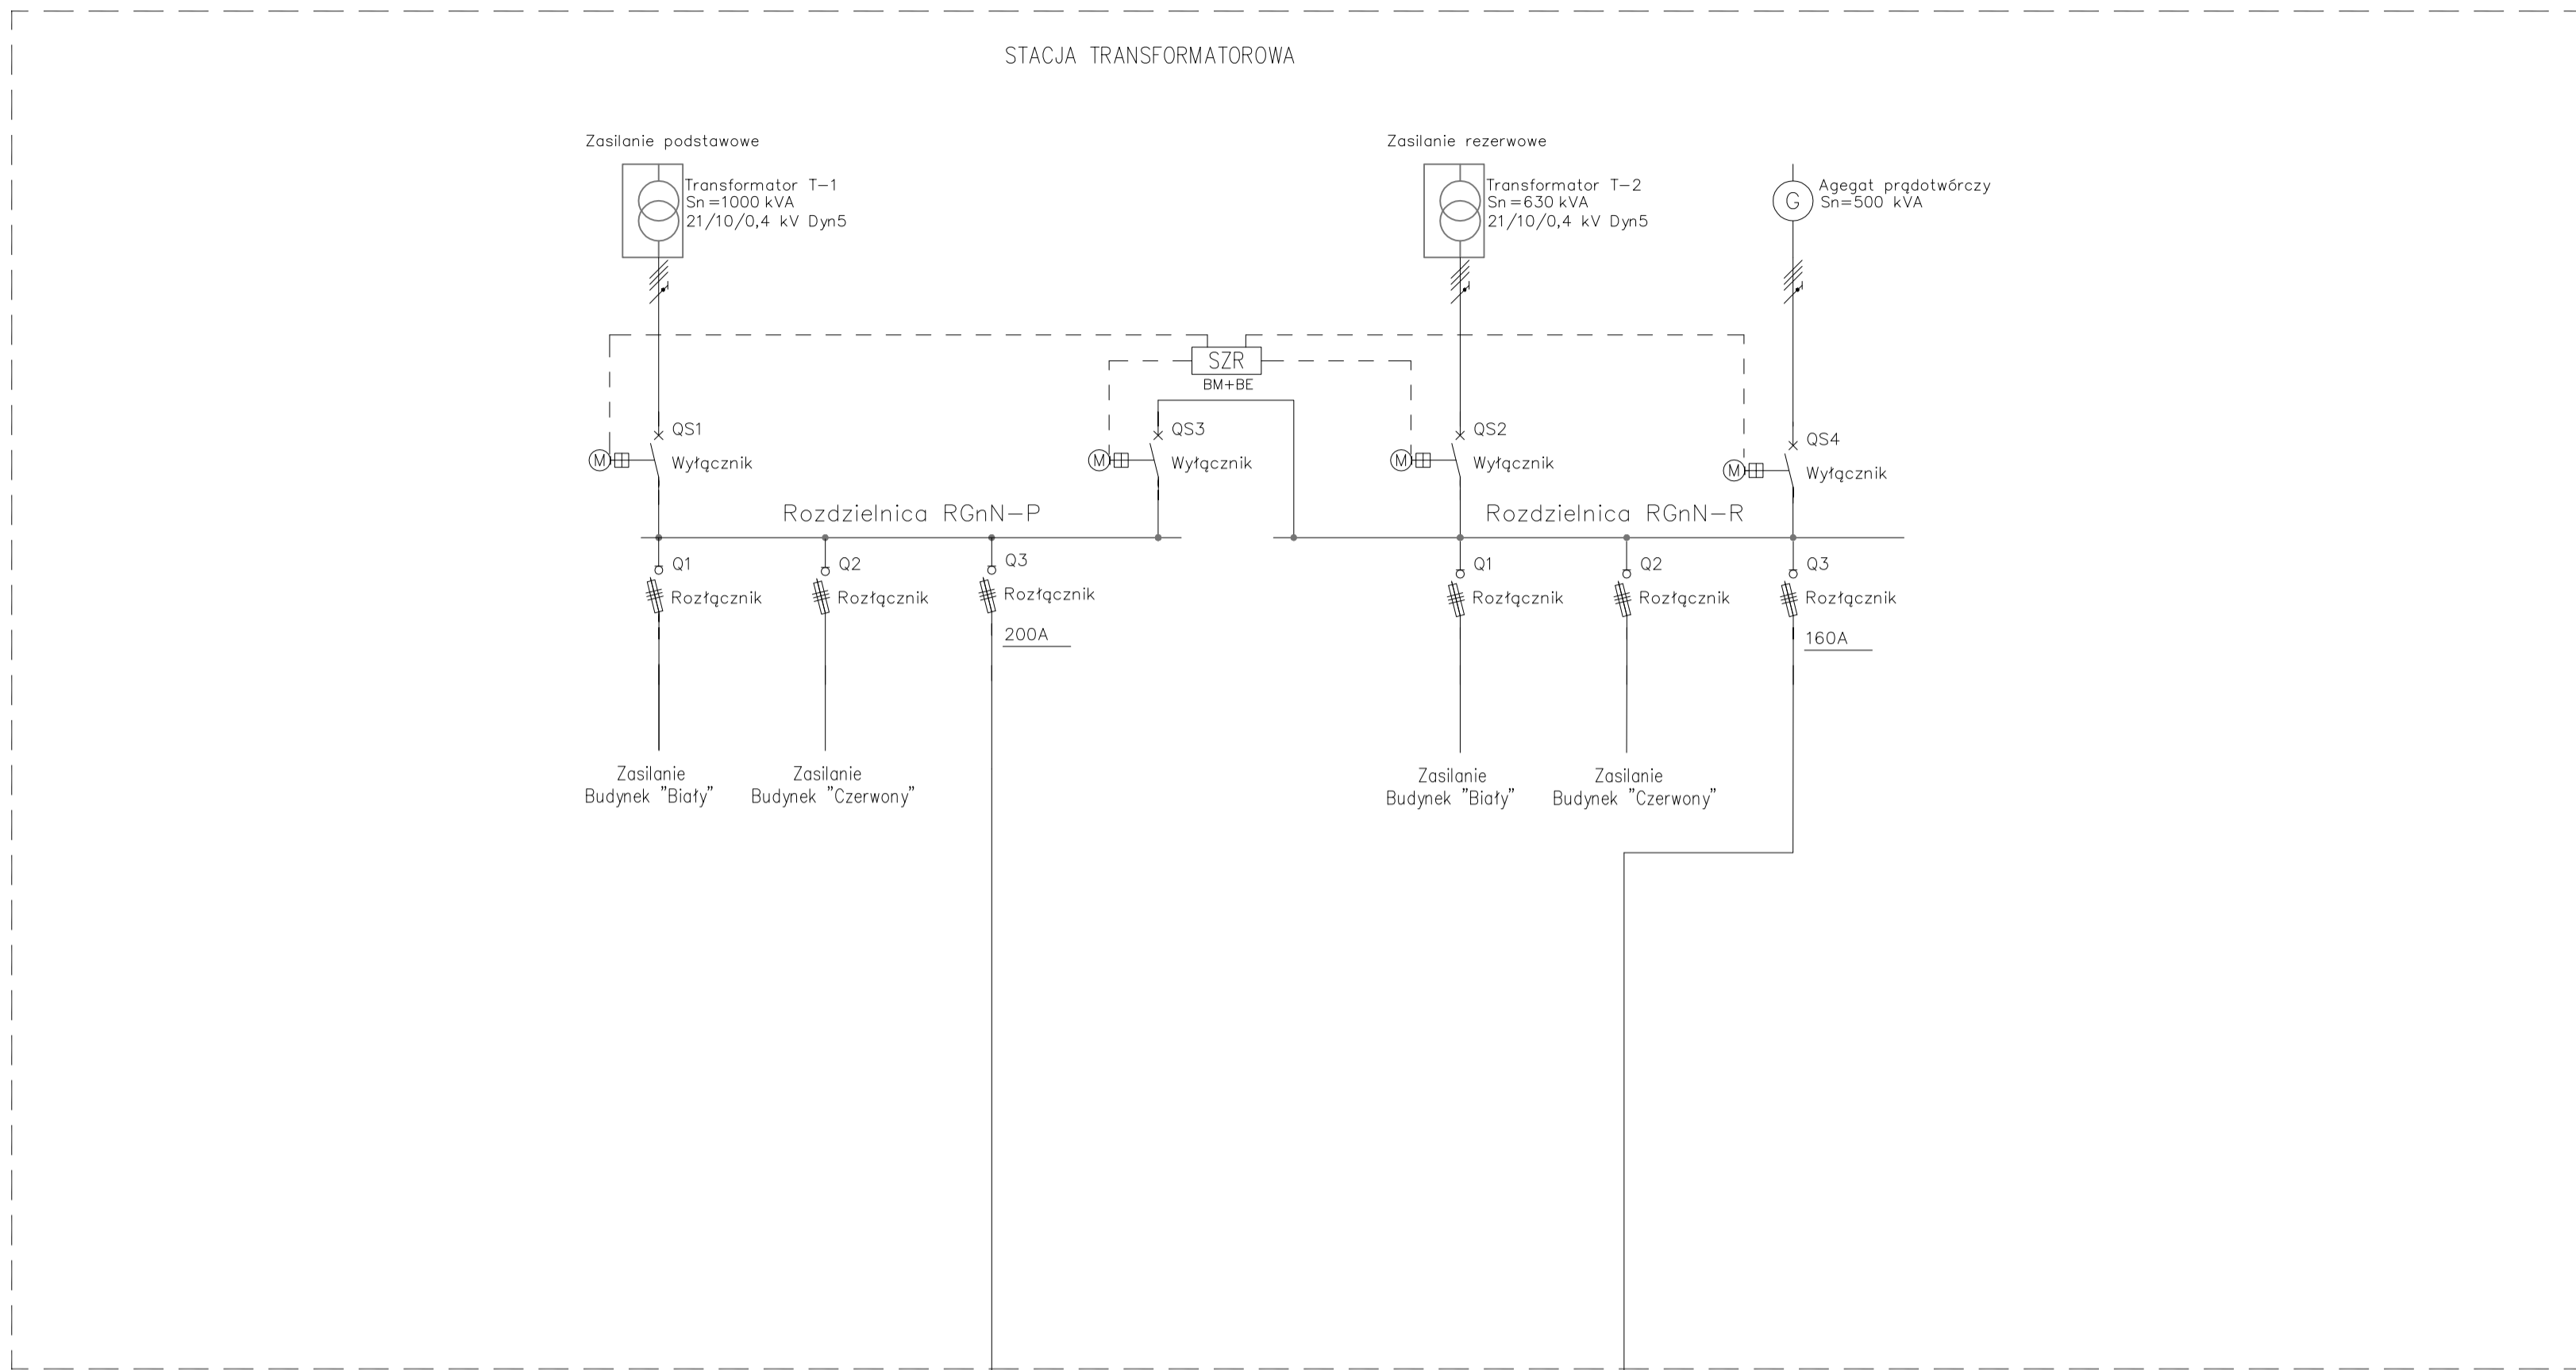 STACJA TRANSFORMATOROWA
Zasilanie podstawowe
Transformator T-1
Sn=1000 kVA
21/10/0,4 kV Dyn5
Zasilanie rezerwowe
Transformator T-2
Sn=630 kVA
21/10/0,4 kV Dyn5
Agegat prądotwórczy
Sn=500 kVA
G
SZR
BM+BE
QS1
M
Wyłącznik
QS3
M
Wyłącznik
QS2
M
Wyłącznik
QS4
M
Wyłącznik
Rozdzielnica RGnN-P
Rozdzielnica RGnN-R
Q1
Rozłącznik
Q2
Rozłącznik
Q3
Rozłącznik
200A
Q1
Rozłącznik
Q2
Rozłącznik
Q3
Rozłącznik
160A
Zasilanie
Budynek "Biały"
Zasilanie
Budynek "Czerwony"
Zasilanie
Budynek "Biały"
Zasilanie
Budynek "Czerwony"